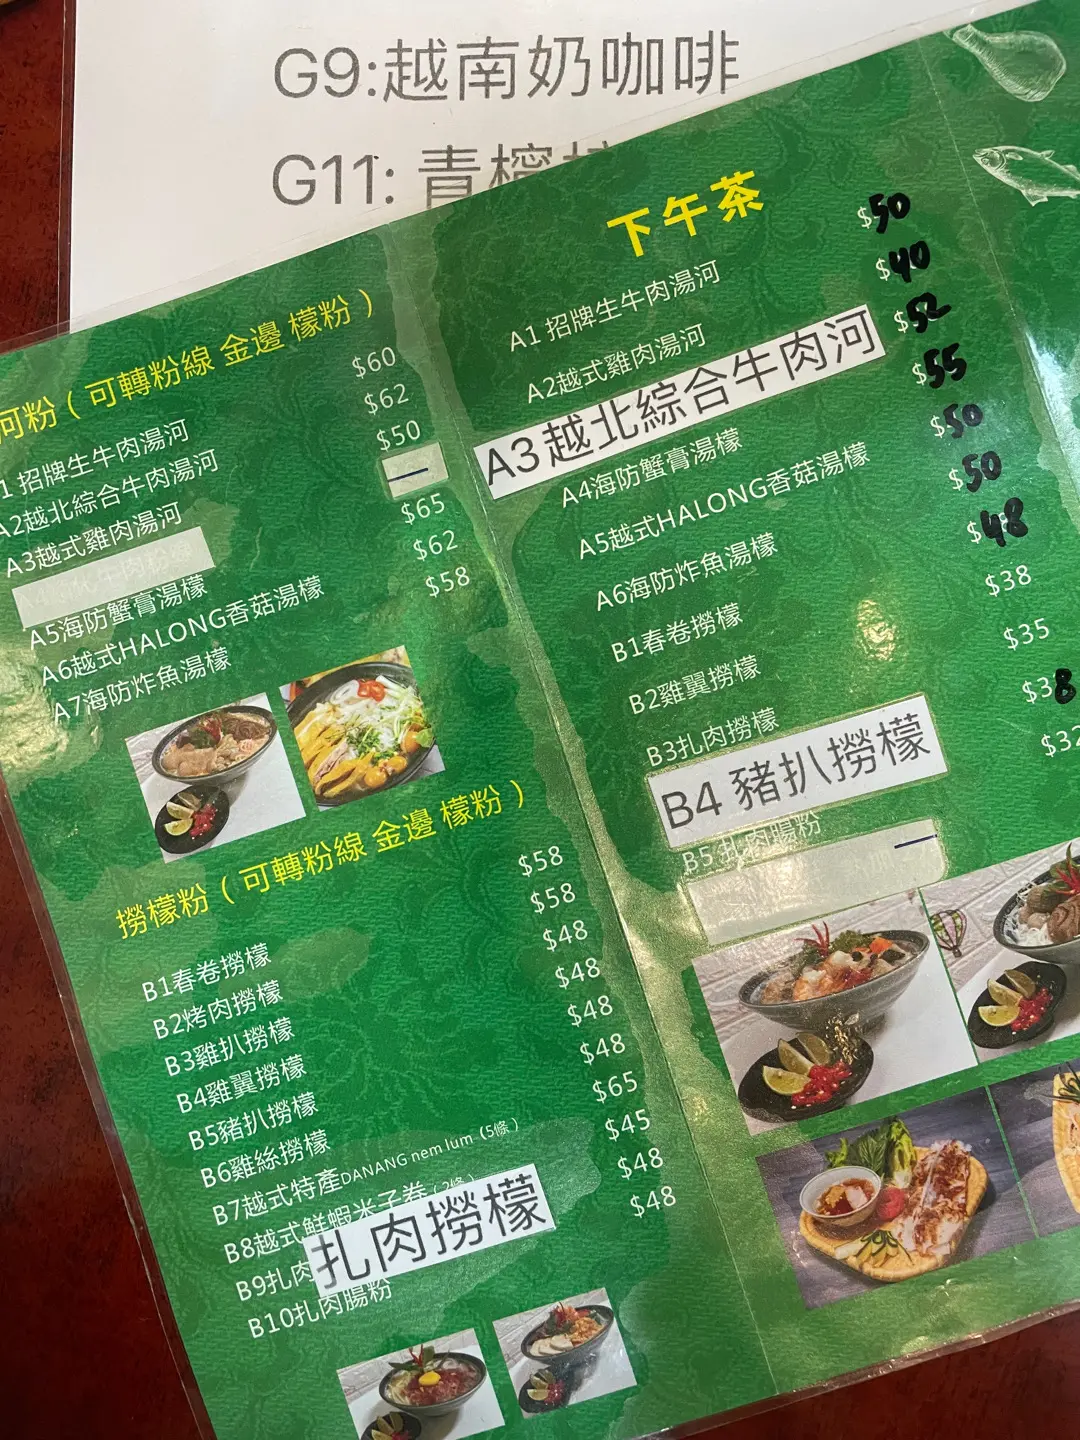 G9:越南奶咖啡
G11: 青檸
河粉 ( 可轉粉線 金邊 檬粉 )
1 招牌生牛肉湯河 $60
A2越北綜合牛肉湯河 $62
A3越式雞肉湯河 $50
A5海防蟹膏湯檬 $65
A6越式HALONG香菇湯檬 $62
A7海防炸魚湯檬 $58
撈檬粉 ( 可轉粉線 金邊 檬粉 )
B1春卷撈檬 $58
B2烤肉撈檬 $58
B3雞扒撈檬 $48
B4雞翼撈檬 $48
B5豬扒撈檬 $48
B6雞絲撈檬 $48
B7越式特產DANANG nem lum (5條) $65
B8越式鮮蝦米子卷 (2條) $45
B9扎肉 扎肉撈檬 $48
B10扎肉腸粉 $48
下午茶
A1 招牌生牛肉湯河 $50
A2越式雞肉湯河 $40
A3越北綜合牛肉河 $52
A4海防蟹膏湯檬 $55
A5越式HALONG香菇湯檬 $50
A6海防炸魚湯檬 $50
B1春卷撈檬 $48
B2雞翼撈檬 $38
B3扎肉撈檬 $35
B4 豬扒撈檬 $38
B5 扎肉腸粉 $32